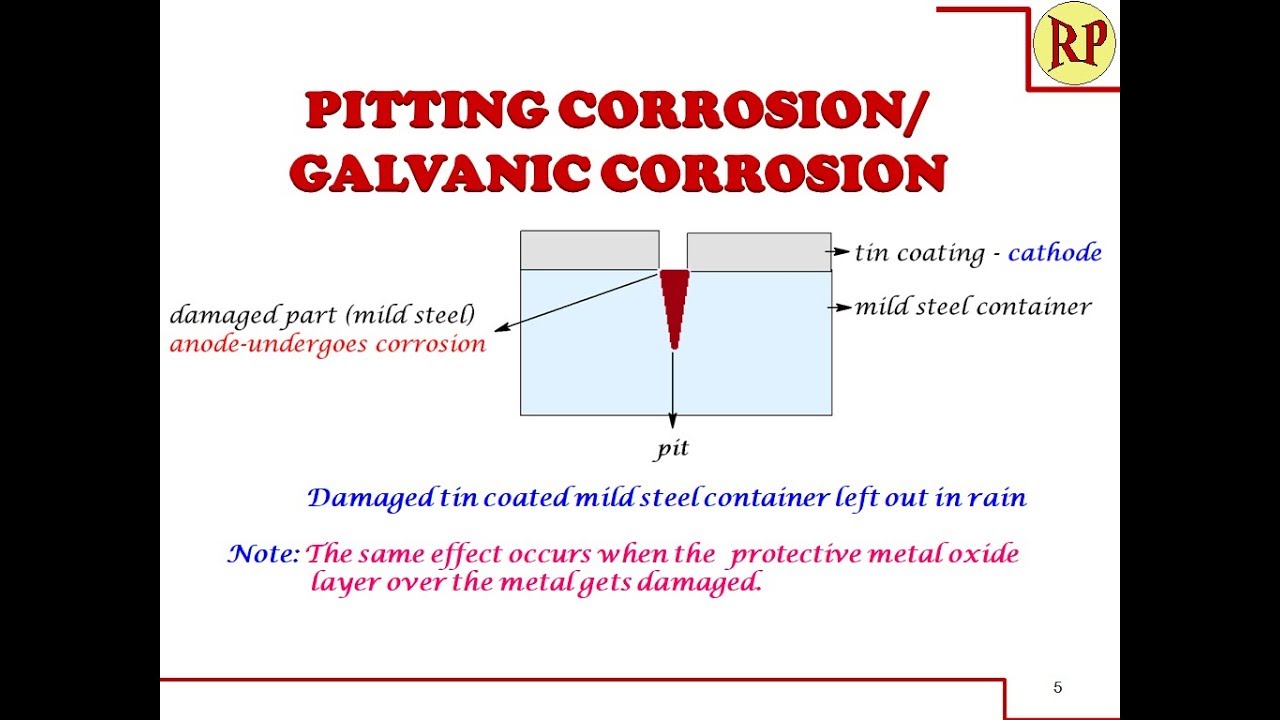 RP
PITTING CORROSION/
GALVANIC CORROSION
tin coating - cathode
mild steel container
damaged part (mild steel)
anode-undergoes corrosion
pit
Damaged tin coated mild steel container left out in rain
Note: The same effect occurs when the protective metal oxide
layer over the metal gets damaged.
5